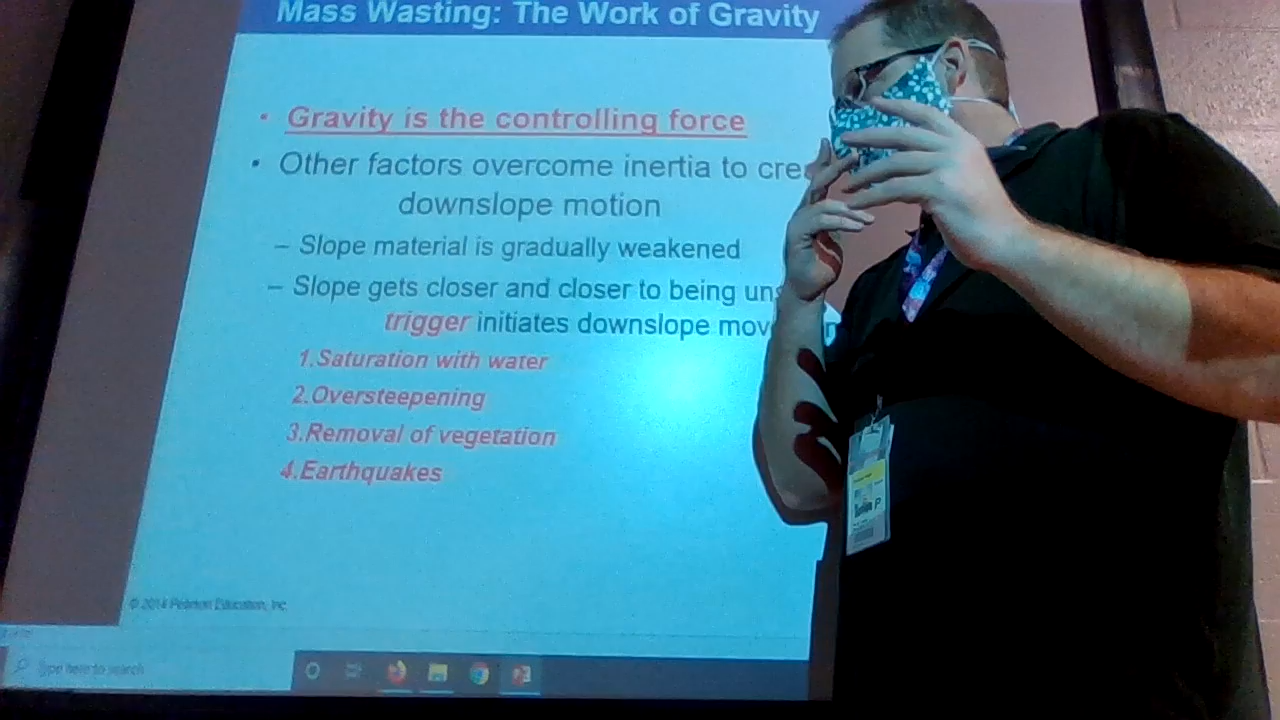 Mass Wasting: The Work of Gravity
• Gravity is the controlling force
• Other factors overcome inertia to cre
downslope motion
– Slope material is gradually weakened
– Slope gets closer and closer to being uns
trigger initiates downslope mov
1.Saturation with water
2.Oversteepening
3.Removal of vegetation
4.Earthquakes
© 2014 Pearson Education, Inc.
Type here to search
P